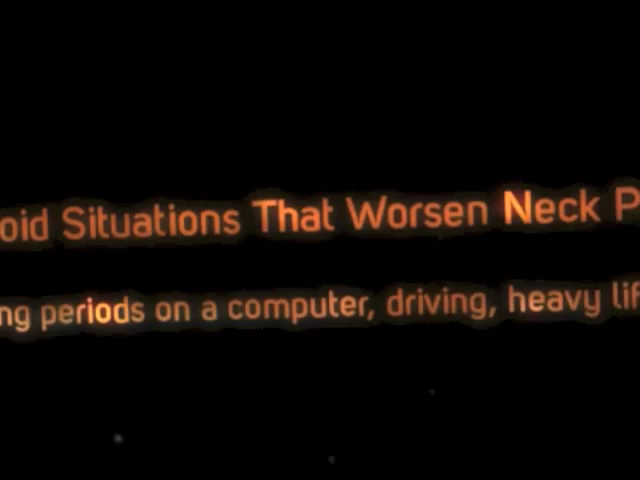 oid Situations That Worsen Neck P
ng periods on a computer, driving, heavy lif